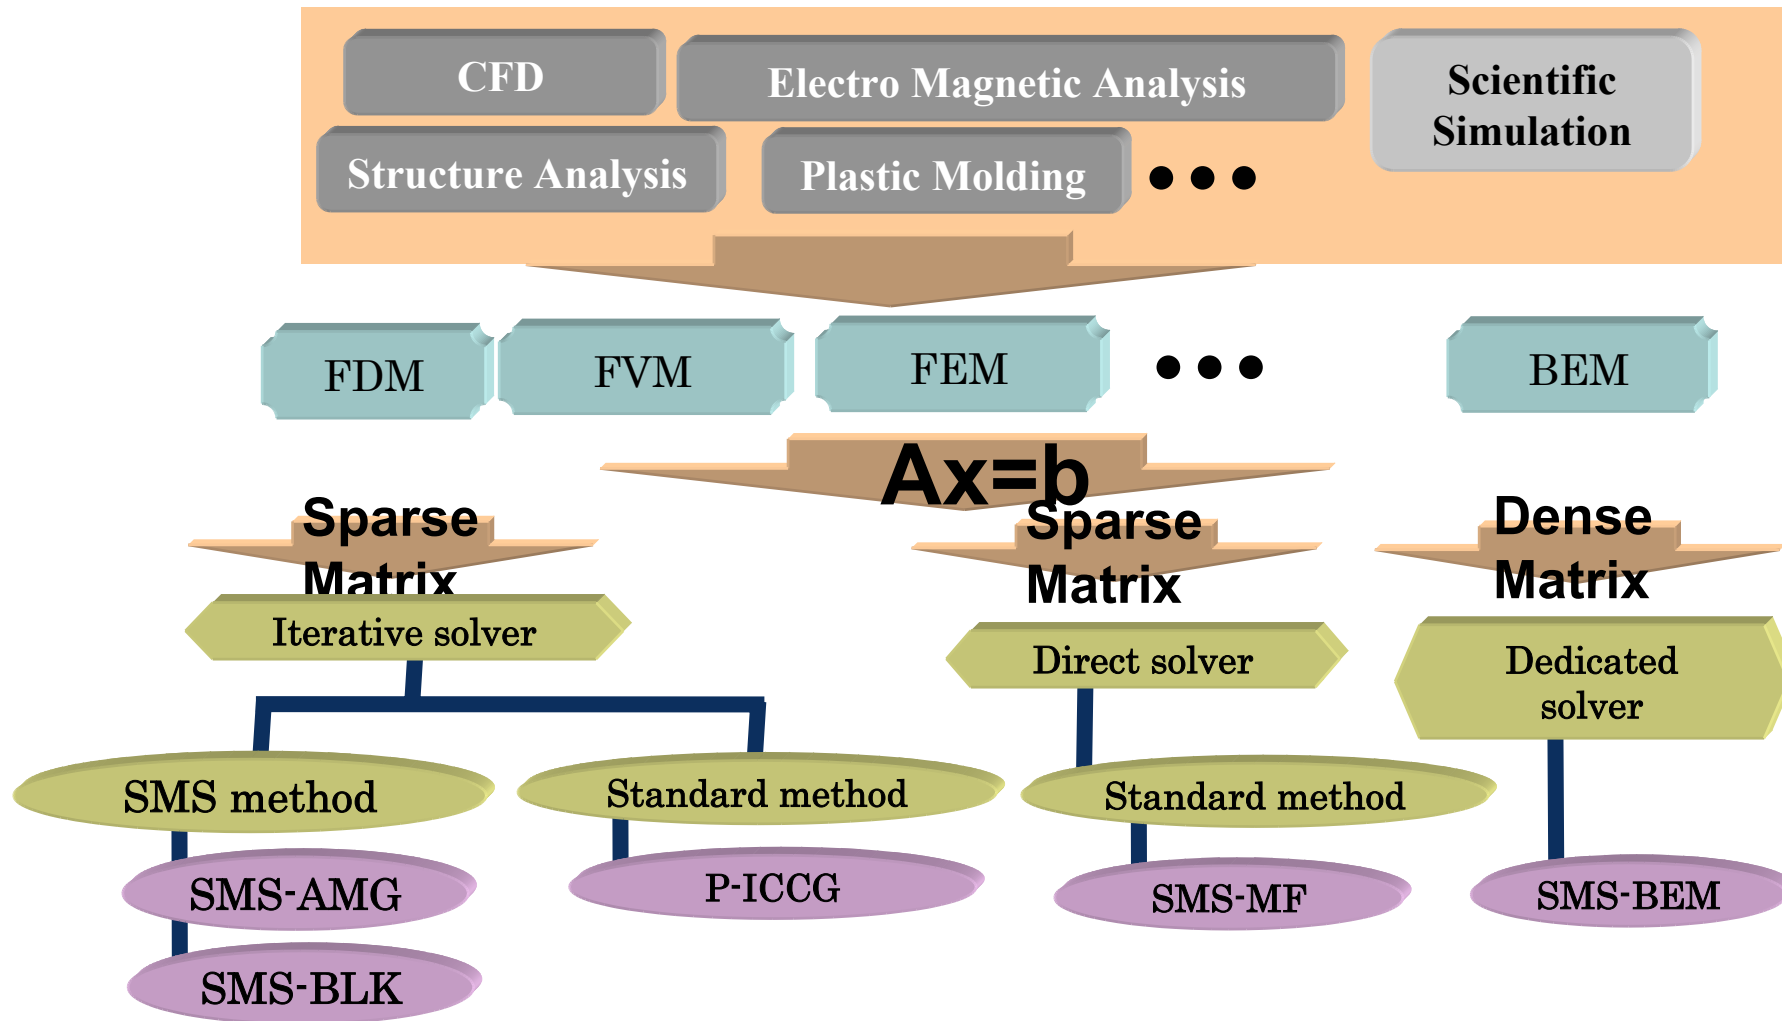 CFD
Electro Magnetic Analysis
Scientific
Simulation
Structure Analysis
Plastic Molding
•••
FDM
FVM
FEM
•••
BEM
Ax=b
Sparse
Matrix
Sparse
Matrix
Dense
Matrix
Iterative solver
Direct solver
Dedicated
solver
SMS method
Standard method
Standard method
SMS-AMG
P-ICCG
SMS-MF
SMS-BEM
SMS-BLK